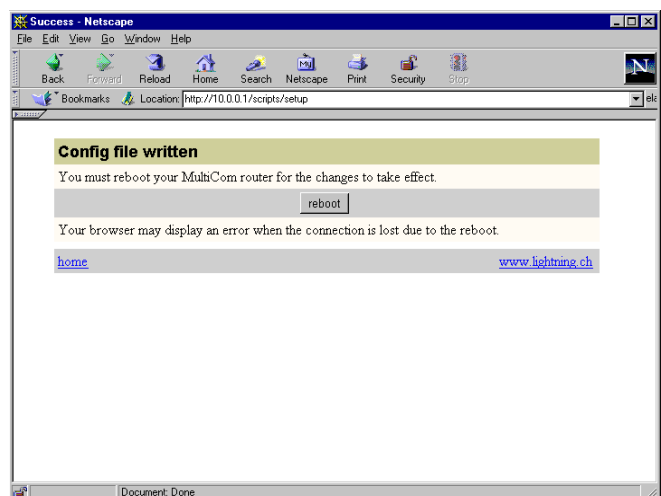 Success - Netscape
File Edit View Go Window Help
Back Forward Reload Home Search Netscape Print Security Stop
N
Bookmarks Location: http://10.0.0.1/scripts/setup
Config file written
You must reboot your MultiCom router for the changes to take effect.
reboot
Your browser may display an error when the connection is lost due to the reboot.
home www.lightning.ch
Document: Done